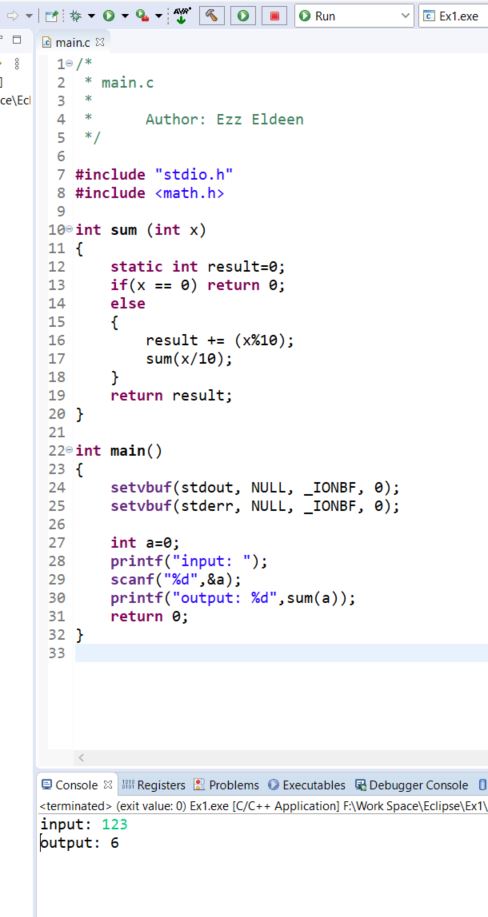 AVR
Run
Ex1.exe
main.c
ce\Ecl
1 /*
2  * main.c
3  *
4  *      Author: Ezz Eldeen
5  */
6
7 #include "stdio.h"
8 #include <math.h>
9
10 int sum (int x)
11 {
12     static int result=0;
13     if(x == 0) return 0;
14     else
15     {
16         result += (x%10);
17         sum(x/10);
18     }
19     return result;
20 }
21
22 int main()
23 {
24     setvbuf(stdout, NULL, _IONBF, 0);
25     setvbuf(stderr, NULL, _IONBF, 0);
26
27     int a=0;
28     printf("input: ");
29     scanf("%d",&a);
30     printf("output: %d",sum(a));
31     return 0;
32 }
33
Console Registers Problems Executables Debugger Console
<terminated> (exit value: 0) Ex1.exe [C/C++ Application] F:\Work Space\Eclipse\Ex1\
input: 123
output: 6